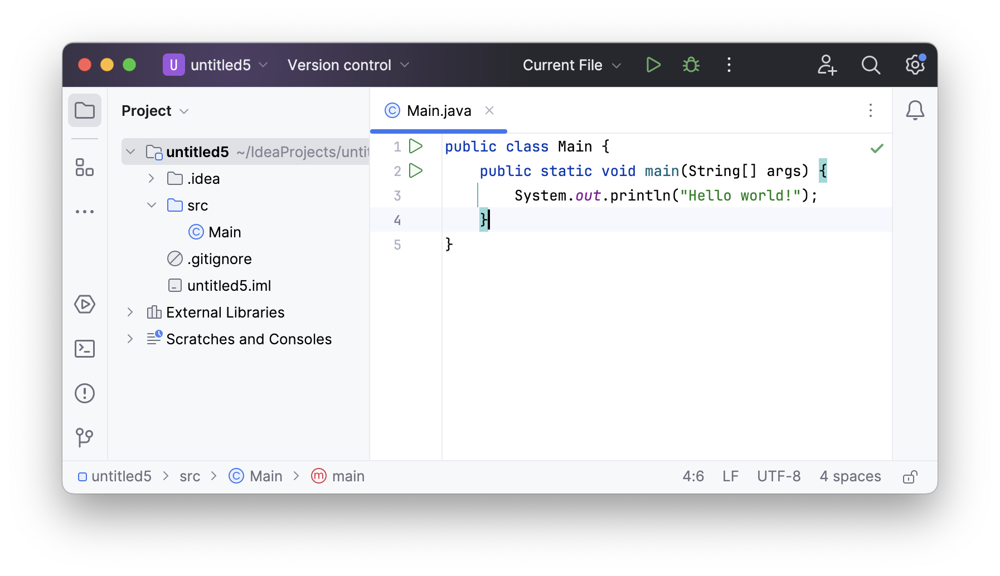 U untitled5 Version control Current File
Project
Main.java
untitled5 ~/IdeaProjects/unti
.idea
src
Main
.gitignore
untitled5.iml
External Libraries
Scratches and Consoles
1 public class Main {
2     public static void main(String[] args) {
3         System.out.println("Hello world!");
4     }
5 }
untitled5 > src > C Main > m main 4:6 LF UTF-8 4 spaces